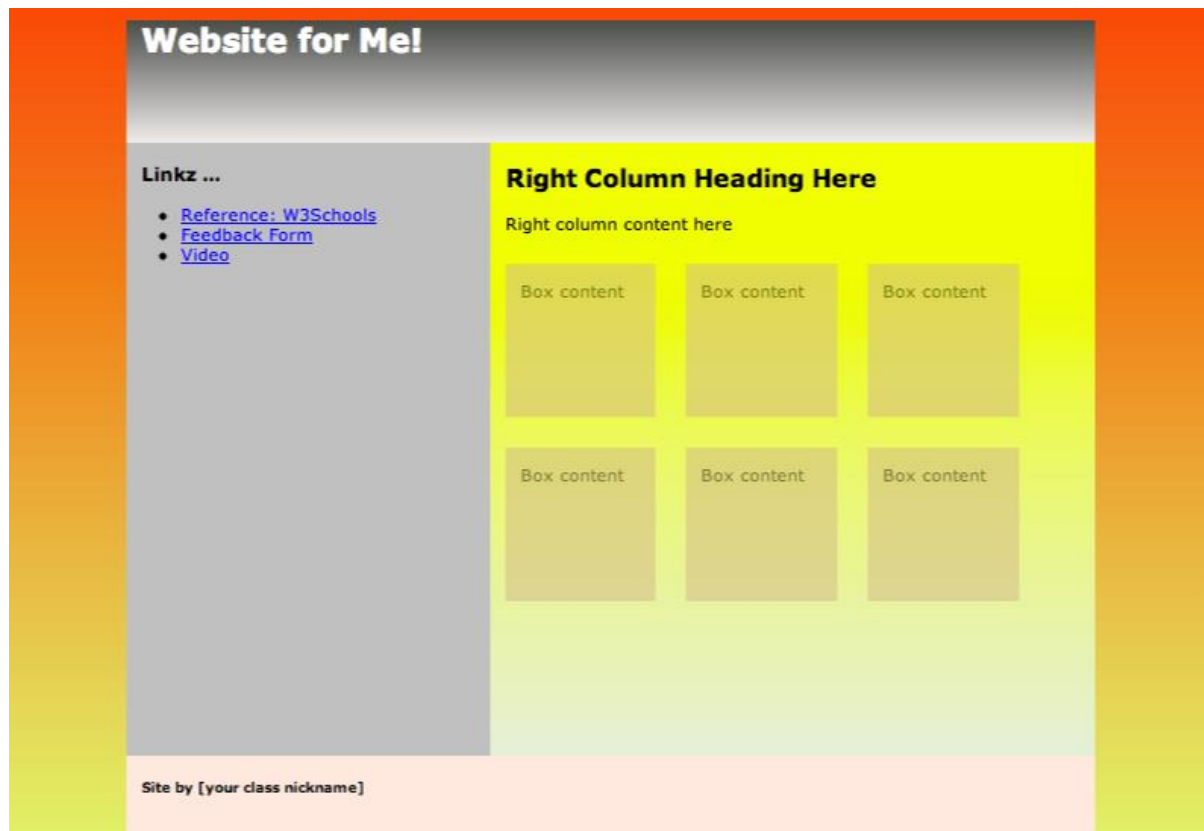 Website for Me!
Linkz ...
Reference: W3Schools
Feedback Form
Video
Right Column Heading Here
Right column content here
Box content
Box content
Box content
Box content
Box content
Box content
Site by [your class nickname]